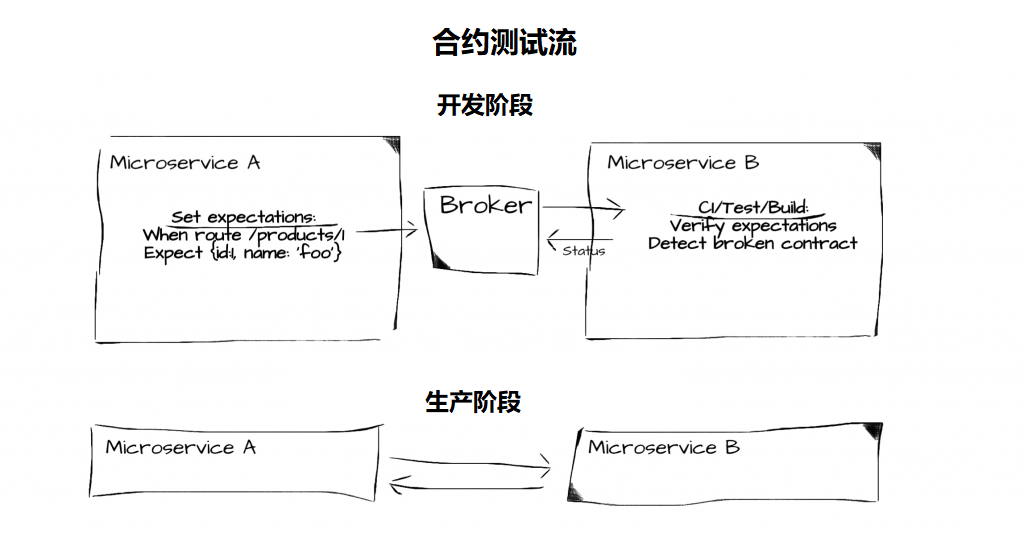 合约测试流
开发阶段
Microservice A
Set expectations:
When route /products/1
Expect {id:1, name: 'foo'}
Broker
Status
Microservice B
CI/Test/Build:
Verify expectations
Detect broken contract
生产阶段
Microservice A
Microservice B